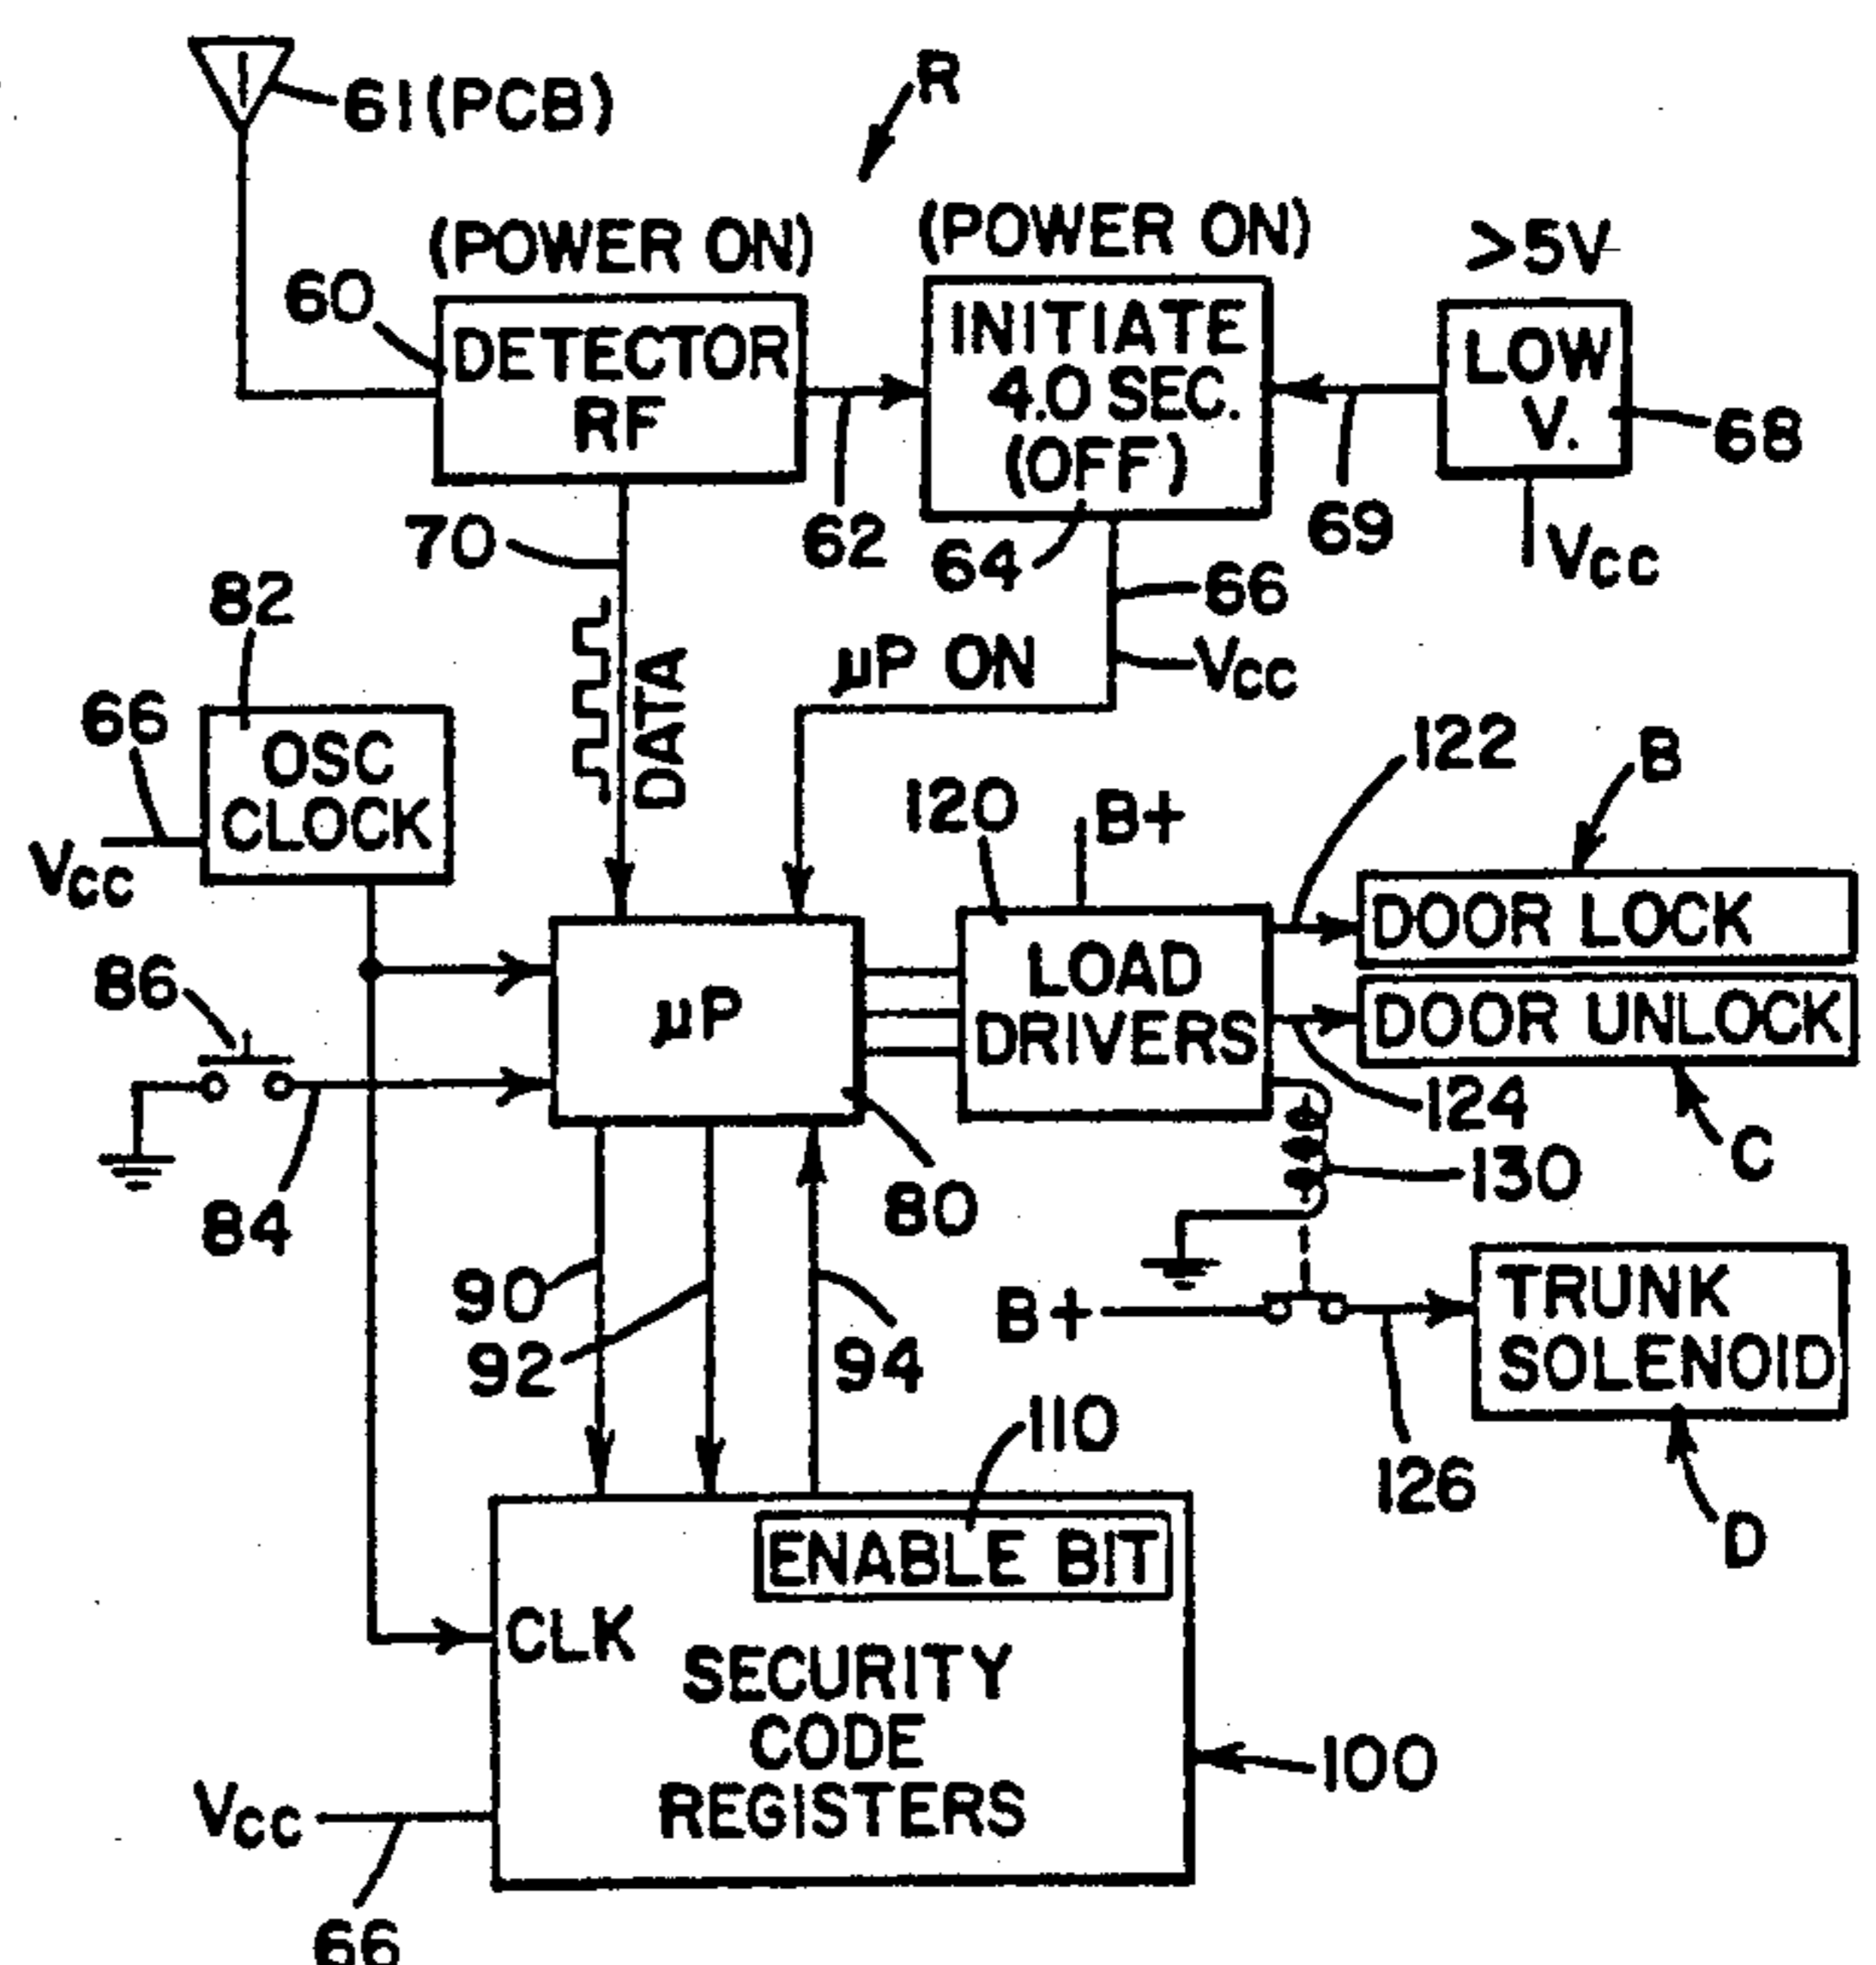 R
61(PCB)
(POWER ON)
(POWER ON)
>5V
60
DETECTOR
RF
INITIATE
4.0 SEC.
(OFF)
LOW
V.
68
70
62
64
69
VCC
66
82
DATA
µP ON
VCC
66
OSC
CLOCK
VCC
120
B+
122
B
DOOR LOCK
86
µP
LOAD
DRIVERS
DOOR UNLOCK
124
C
84
80
130
90
92
94
B+
TRUNK
SOLENOID
110
126
D
ENABLE BIT
CLK
SECURITY
CODE
REGISTERS
100
VCC
66